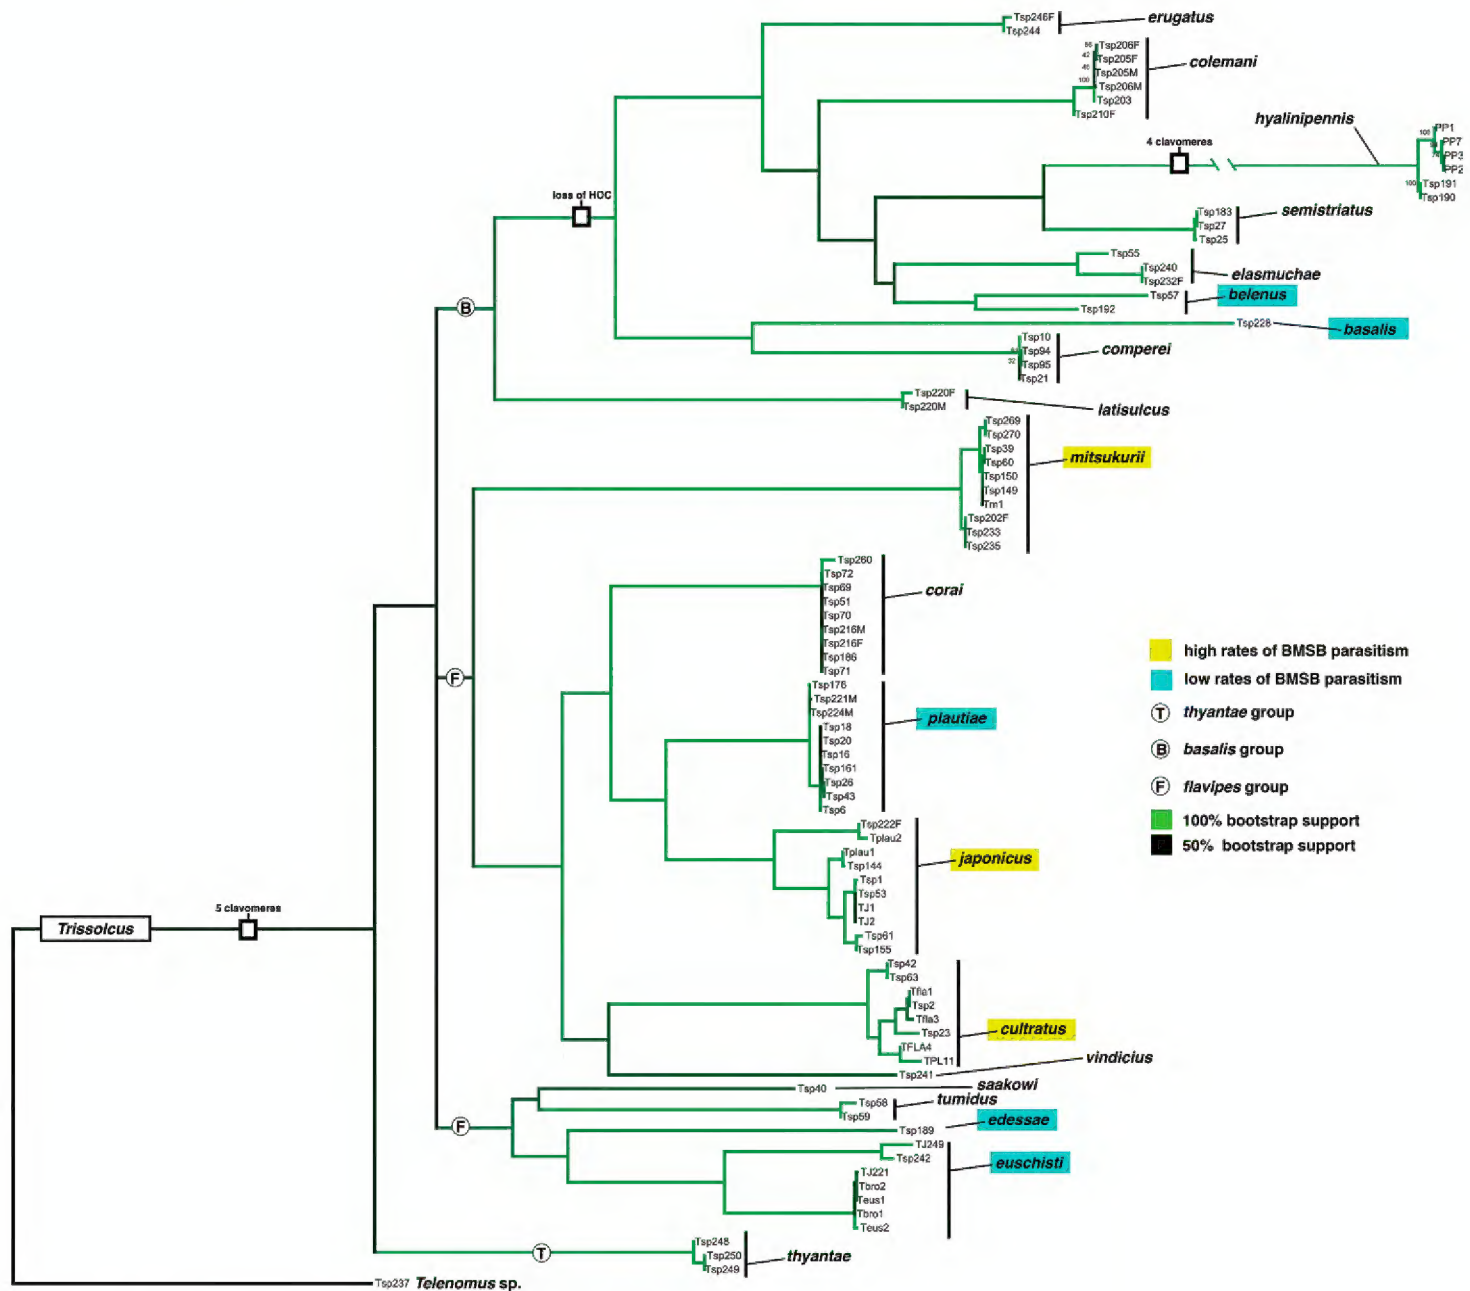 Tsp246F
Tsp244
erugatus
56
Tsp206F
42
Tsp205F
46
Tsp205M
100
Tsp206M
Tsp203
Tsp210F
colemani
hyalinipennis
4 clavomeres
PP1
PP7
PP3
PP2
100
Tsp191
Tsp190
loss of HOC
Tsp183
Tsp27
Tsp25
semistriatus
Tsp55
Tsp240
Tsp232F
elasmuchae
Tsp57
belenus
Tsp192
B
Tsp228
basalis
Tsp10
Tsp94
32
Tsp95
Tsp21
comperei
Tsp220F
Tsp220M
latisulcus
Tsp269
Tsp270
Tsp39
Tsp60
Tsp150
Tsp149
Tm1
Tsp202F
Tsp233
Tsp235
mitsukurii
Tsp260
Tsp72
Tsp69
Tsp51
Tsp70
Tsp216M
Tsp216F
Tsp186
Tsp71
corai
F
Tsp176
Tsp221M
Tsp224M
Tsp18
Tsp20
Tsp16
Tsp161
Tsp26
Tsp43
Tsp6
plautiae
high rates of BMSB parasitism
low rates of BMSB parasitism
T thyantae group
B basalis group
F flavipes group
100% bootstrap support
50% bootstrap support
Tsp222F
Tplau2
Tplau1
Tsp144
Tsp1
Tsp53
TJ1
TJ2
Tsp61
Tsp155
japonicus
5 clavomeres
Trissolcus
Tsp42
Tsp63
Tfla1
Tsp2
Tfla3
Tsp23
TFLA4
TPL11
cultratus
Tsp241
vindicius
Tsp40
saakowi
Tsp58
Tsp59
tumidus
F
Tsp189
edessae
TJ249
Tsp242
TJ221
Tbro2
Teus1
Tbro1
Teus2
euschisti
T
Tsp248
Tsp250
Tsp249
thyantae
Tsp237 Telenomus sp.